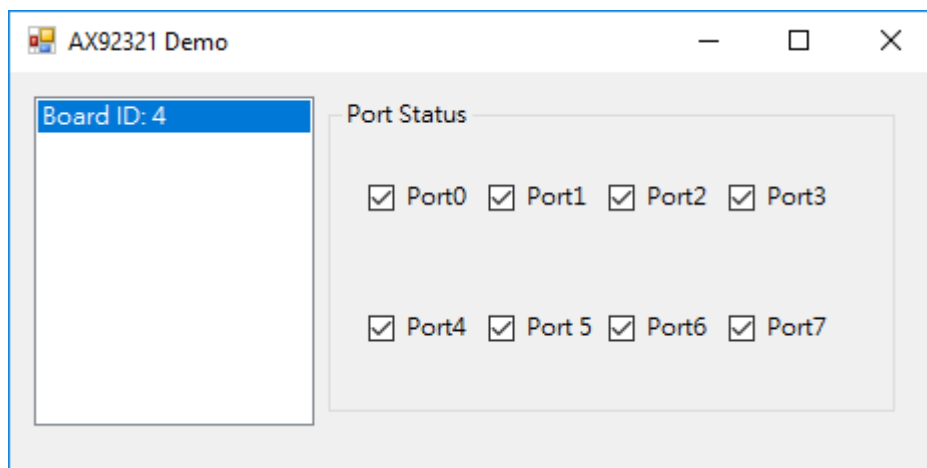 AX92321 Demo
Board ID: 4
Port Status
Port0 Port1 Port2 Port3
Port4 Port 5 Port6 Port7